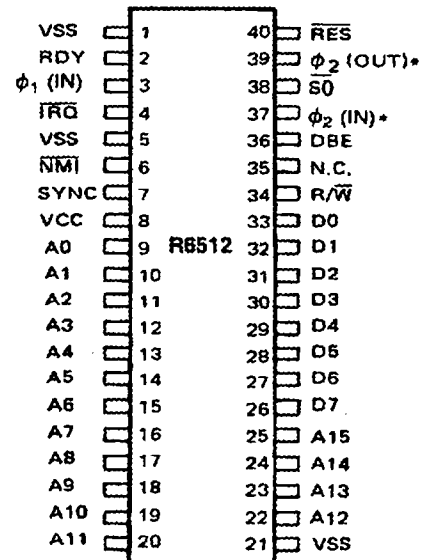 VSS 1 40 R̅E̅S̅
RDY 2 39 ϕ2 (OUT)*
ϕ1 (IN) 3 38 S̅O̅
I̅R̅Q̅ 4 37 ϕ2 (IN)*
VSS 5 36 DBE
N̅M̅I̅ 6 35 N.C.
SYNC 7 34 R/W̅
VCC 8 33 D0
A0 9 R6512 32 D1
A1 10 31 D2
A2 11 30 D3
A3 12 29 D4
A4 13 28 D5
A5 14 27 D6
A6 15 26 D7
A7 16 25 A15
A8 17 24 A14
A9 18 23 A13
A10 19 22 A12
A11 20 21 VSS